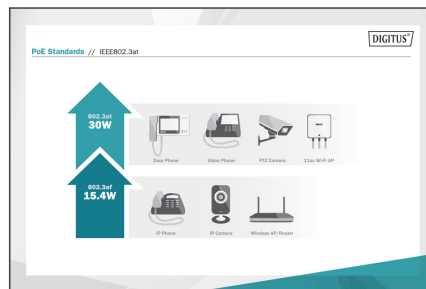 DIGITUS®
PoE Standards // IEEE802.3at
802.3at
30W
Door Phone Video Phone PTZ Camera 11ac Wi-Fi AP
802.3af
15.4W
IP Phone IP Camera Wireless AP/ Router